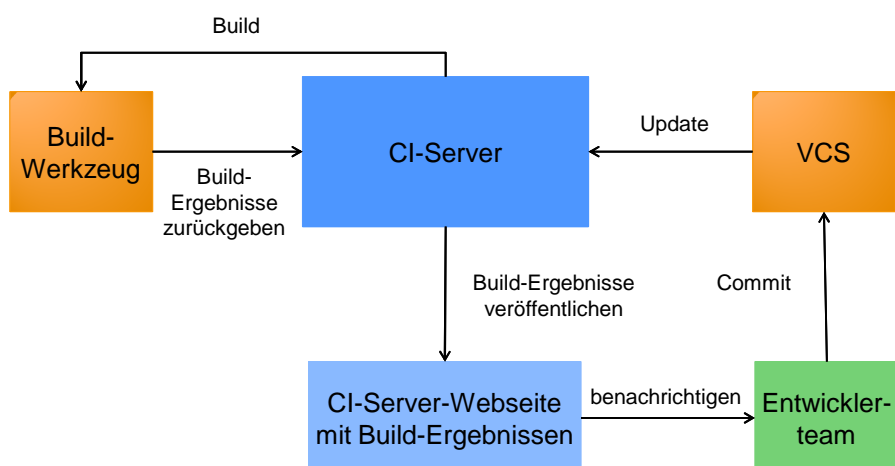 Build
Build-
Werkzeug
CI-Server
Update
VCS
Build-
Ergebnisse
zurückgeben
Build-Ergebnisse
veröffentlichen
Commit
CI-Server-Webseite
mit Build-Ergebnissen
benachrichtigen
Entwickler-
team